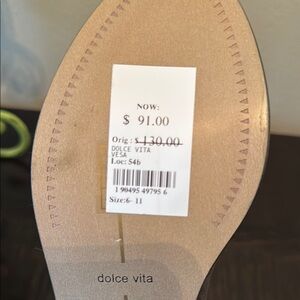 NOW:
$ 91.00
Orig : $ 130.00
DOLCE VITA
VESA
Loc: 54b
1 90495 49795 6
Size:6- 11
dolce vita